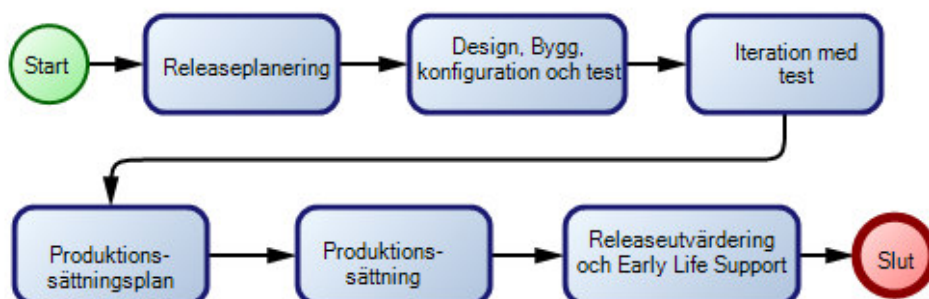 Start
Releaseplanering
Design, Bygg,
konfiguration och test
Iteration med
test
Produktions-
sättningsplan
Produktions-
sättning
Releaseutvärdering
och Early Life Support
Slut